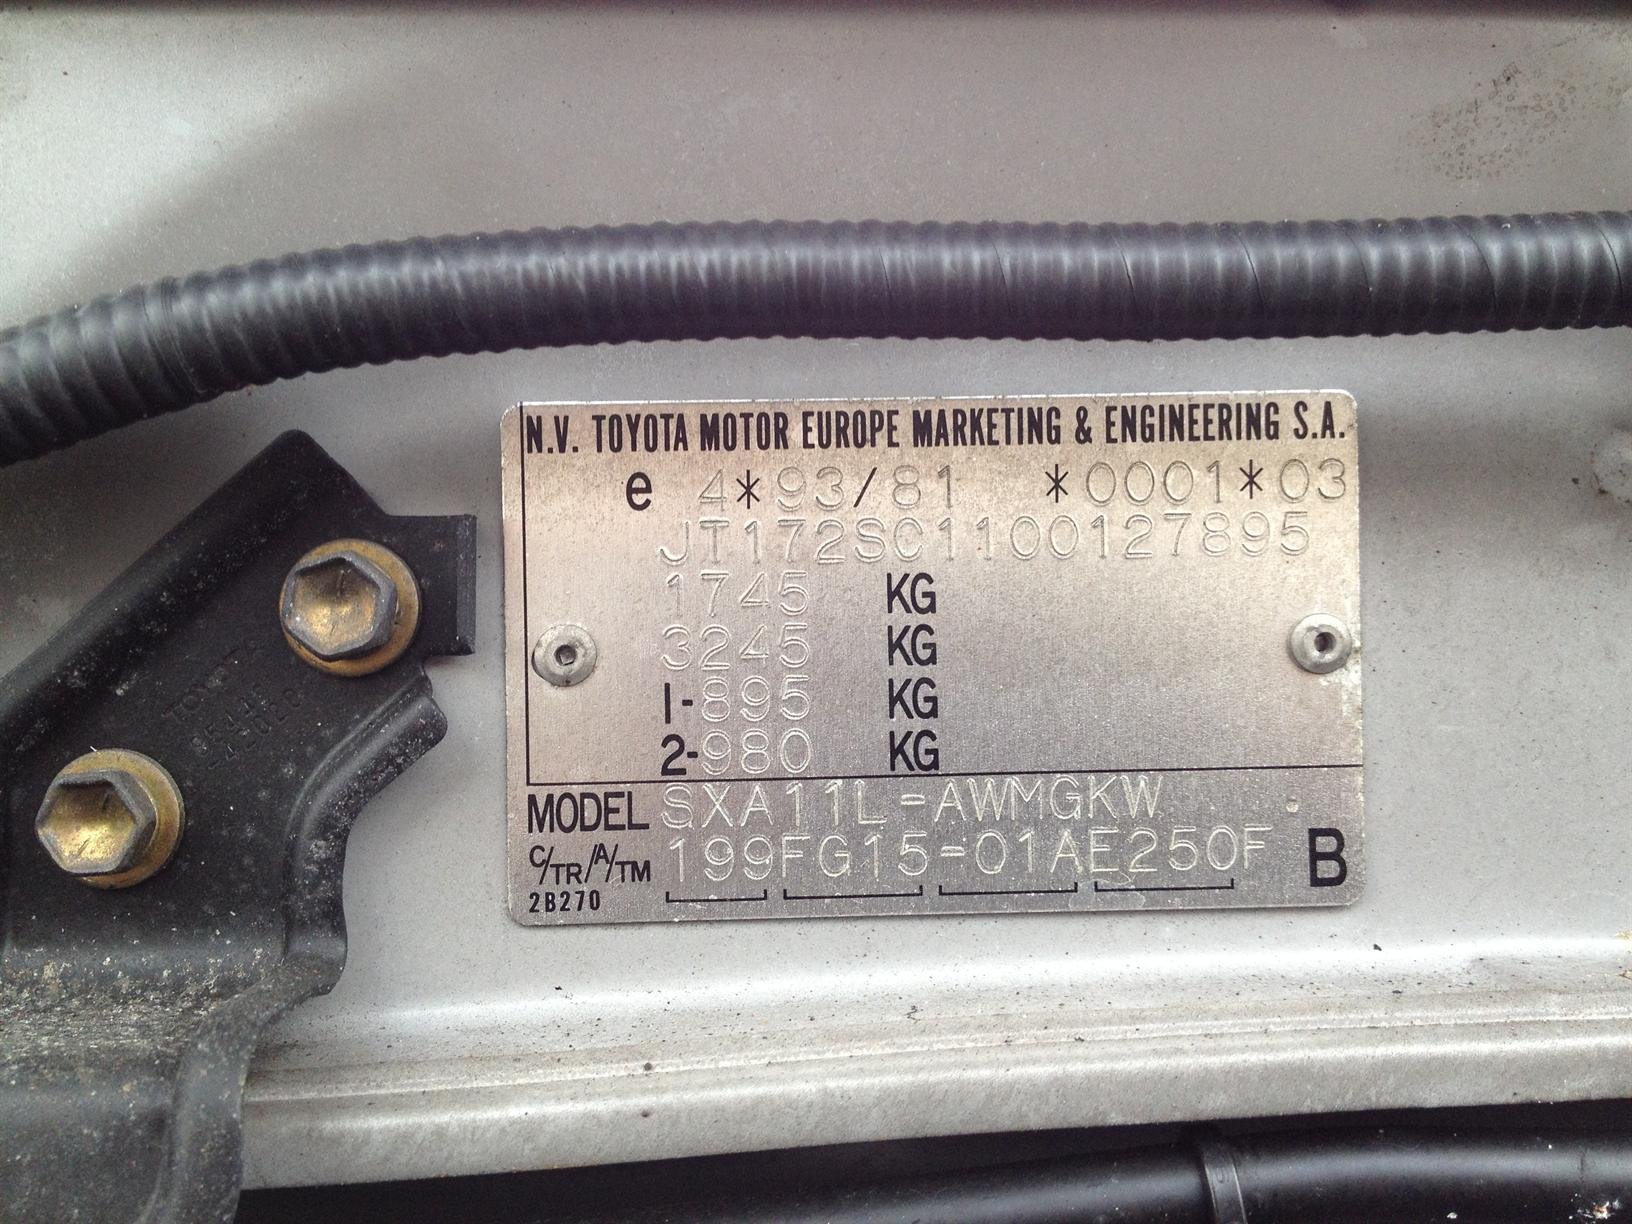 N.V. TOYOTA MOTOR EUROPE MARKETING & ENGINEERING S.A.
e 4*93/81 *0001*03
JT172SC1100127895
1745 KG
3245 KG
1-895 KG
2-980 KG
MODEL SXA11L-AWMGKW
C/TR/A/TM 199FG15-01AE250F B
2B270
TOYOTA